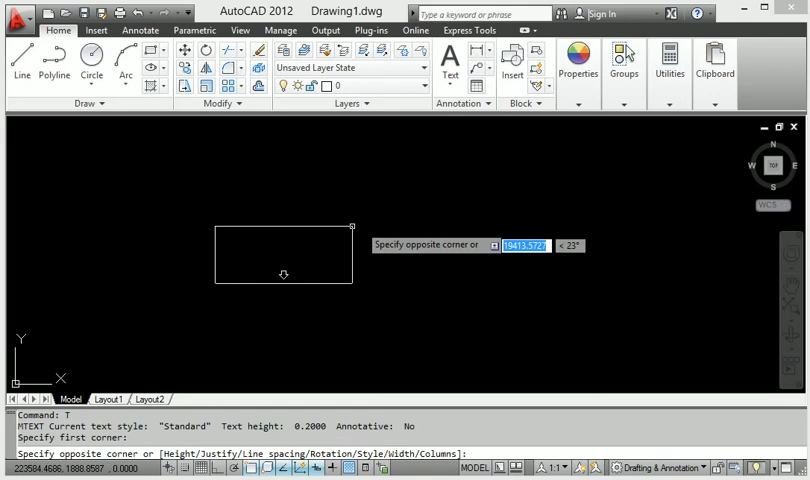 AutoCAD 2012 Drawing1.dwg
Type a keyword or phrase
Sign In
Home Insert Annotate Parametric View Manage Output Plug-ins Online Express Tools
Unsaved Layer State
0
Line Polyline Circle Arc
Text Insert Properties Groups Utilities Clipboard
Draw Modify Layers Annotation Block
N
W TOP E
S
WCS
Specify opposite corner or 19413.5727 < 23°
Y
X
Model Layout1 Layout2
Command: T
MTEXT Current text style: "Standard" Text height: 0.2000 Annotative: No
Specify first corner:
Specify opposite corner or [Height/Justify/Line spacing/Rotation/Style/Width/Columns]:
223584.4686, 1888.8587 , 0.0000
MODEL
1:1
Drafting & Annotation